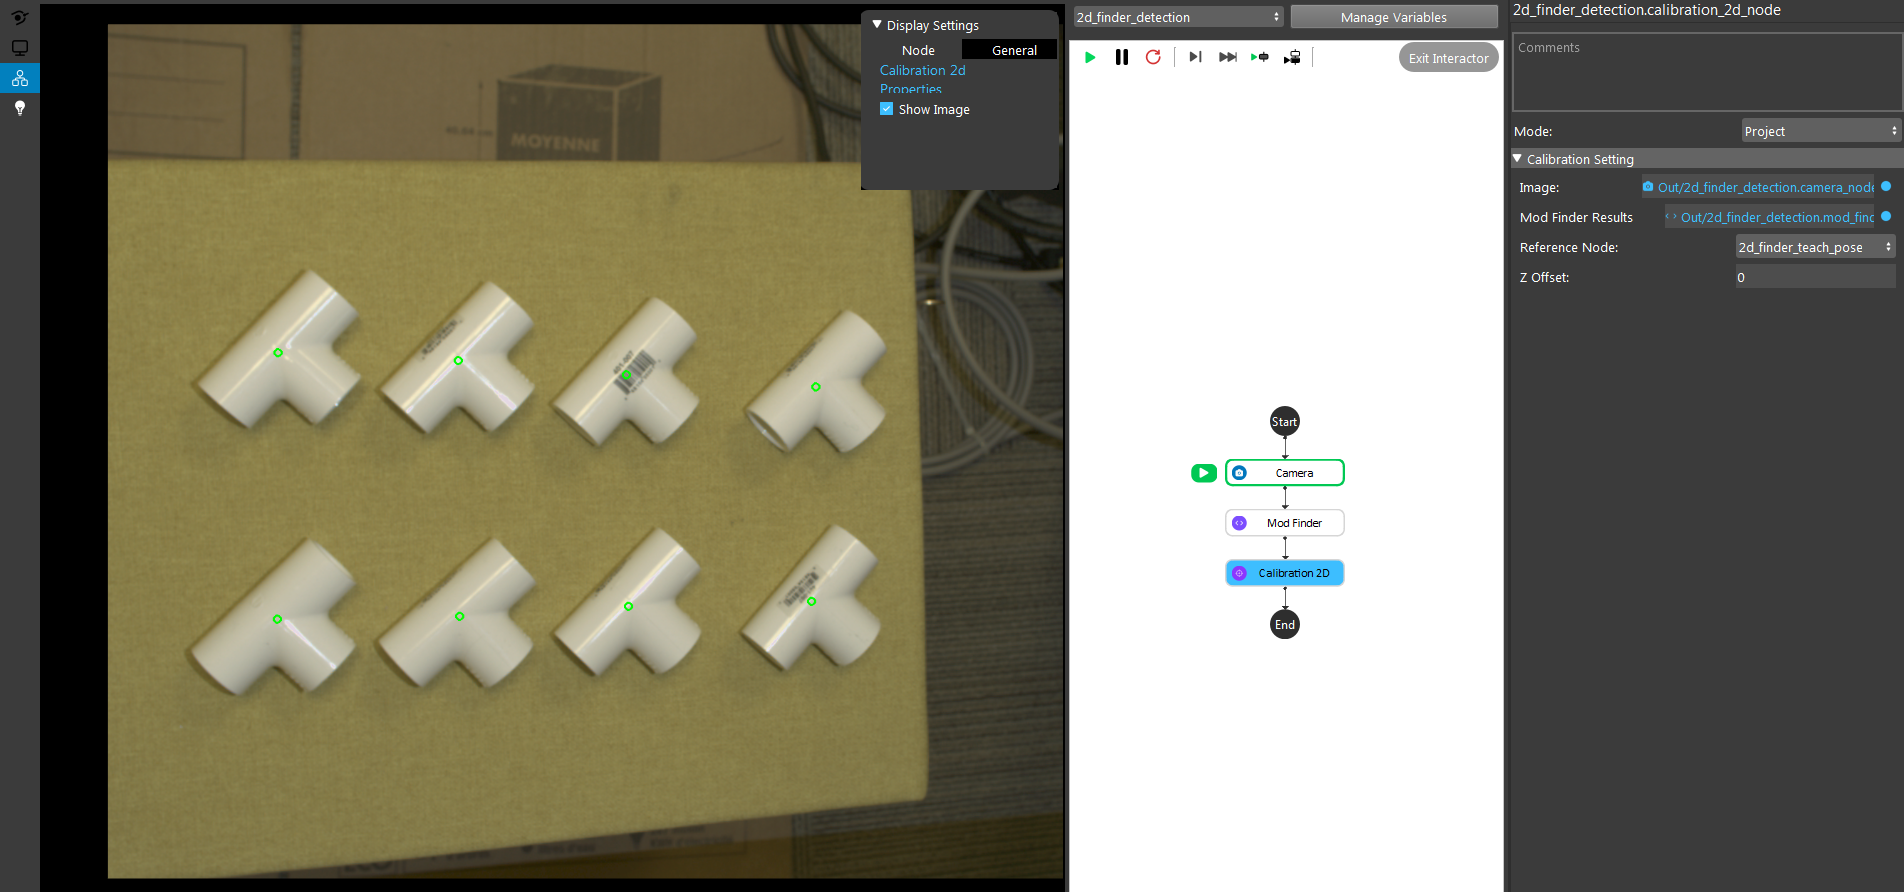 Display Settings
Node
General
Calibration 2d
Properties
Show Image
MOYENNE
2d_finder_detection
Manage Variables
Exit Interactor
Start
Camera
Mod Finder
Calibration 2D
End
2d_finder_detection.calibration_2d_node
Comments
Mode:
Project
Calibration Setting
Image:
Out/2d_finder_detection.camera_node
Mod Finder Results
Out/2d_finder_detection.mod_finc
Reference Node:
2d_finder_teach_pose
Z Offset:
0